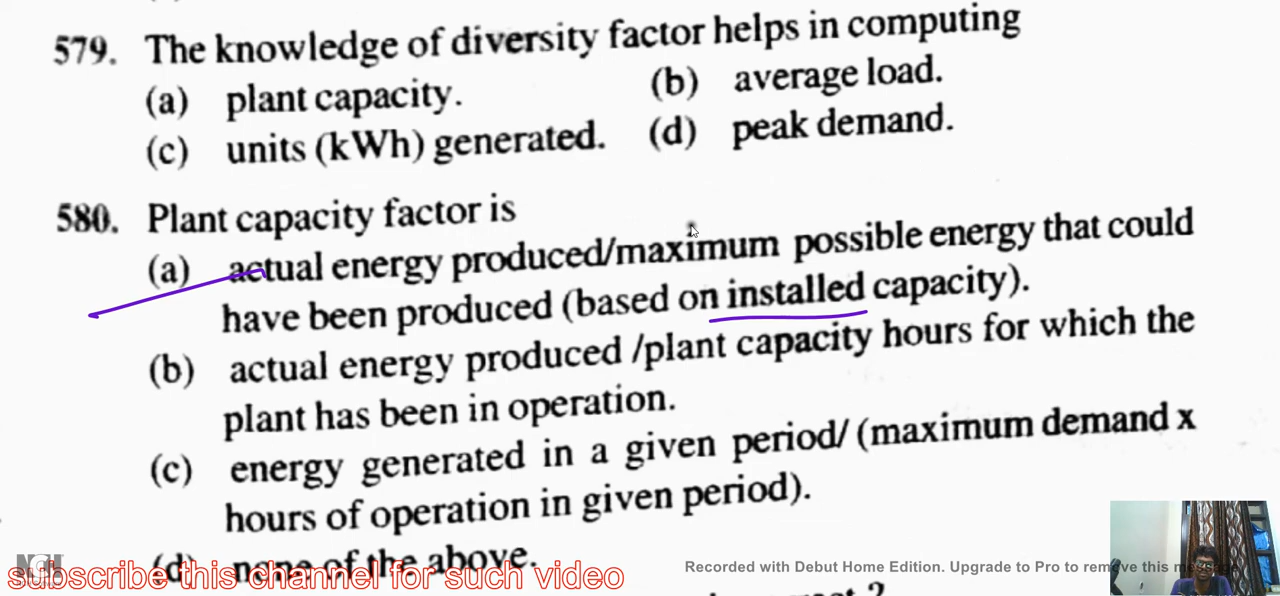 579. The knowledge of diversity factor helps in computing
(a) plant capacity. (b) average load.
(c) units (kWh) generated. (d) peak demand.
580. Plant capacity factor is
(a) actual energy produced/maximum possible energy that could
have been produced (based on installed capacity).
(b) actual energy produced /plant capacity hours for which the
plant has been in operation.
(c) energy generated in a given period/ (maximum demand x
hours of operation in given period).
(d) none of the above.
subscribe this channel for such video
Recorded with Debut Home Edition. Upgrade to Pro to remove this message